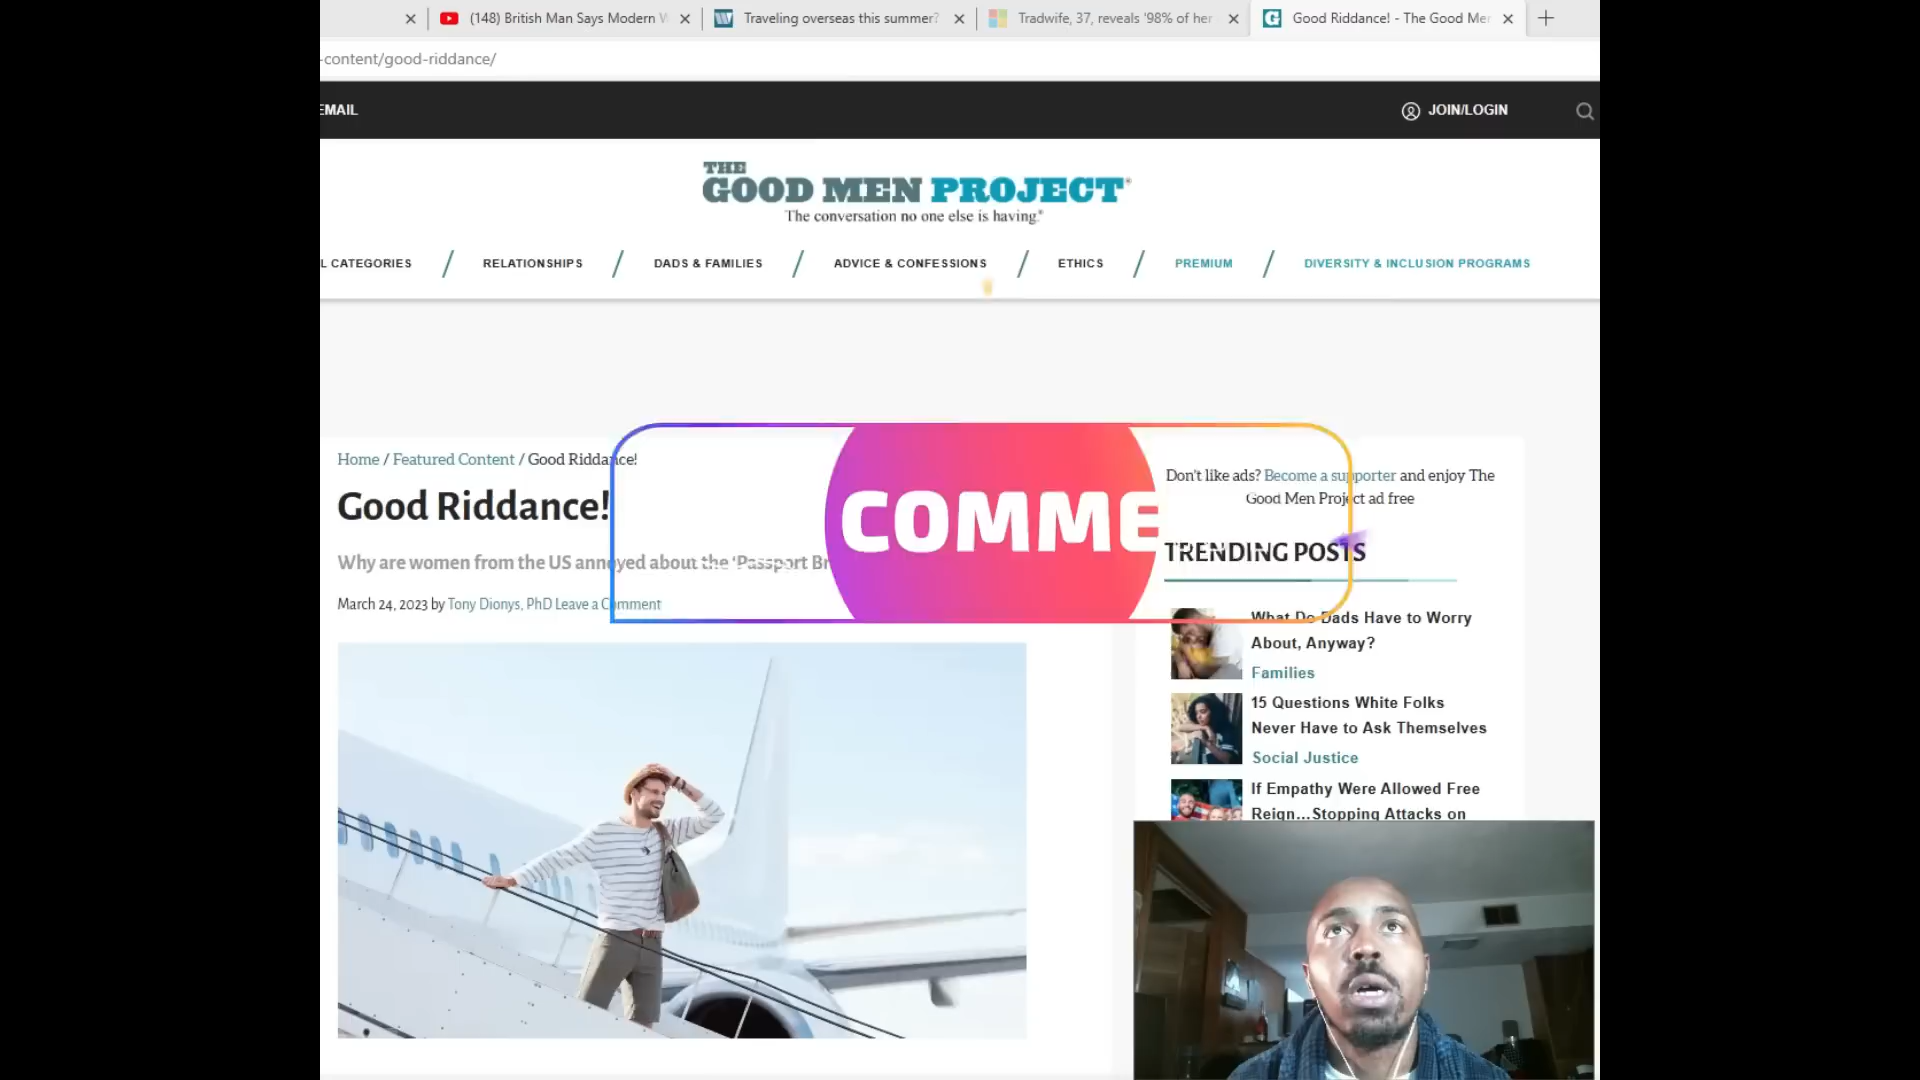 (148) British Man Says Modern
Traveling overseas this summer?
Tradwife, 37, reveals '98% of her
Good Riddance! - The Good Me
-content/good-riddance/
EMAIL
JOIN/LOGIN
THE
GOOD MEN PROJECT
The conversation no one else is having.®
L CATEGORIES / RELATIONSHIPS / DADS & FAMILIES / ADVICE & CONFESSIONS / ETHICS / PREMIUM / DIVERSITY & INCLUSION PROGRAMS
Home / Featured Content / Good Riddance!
Good Riddance!
Why are women from the US annoyed about the 'Passport Br
March 24, 2023 by Tony Dionys, PhD Leave a Comment
COMME
Don't like ads? Become a supporter and enjoy The
Good Men Project ad free
TRENDING POSTS
What Do Dads Have to Worry
About, Anyway?
Families
15 Questions White Folks
Never Have to Ask Themselves
Social Justice
If Empathy Were Allowed Free
Reign...Stopping Attacks on